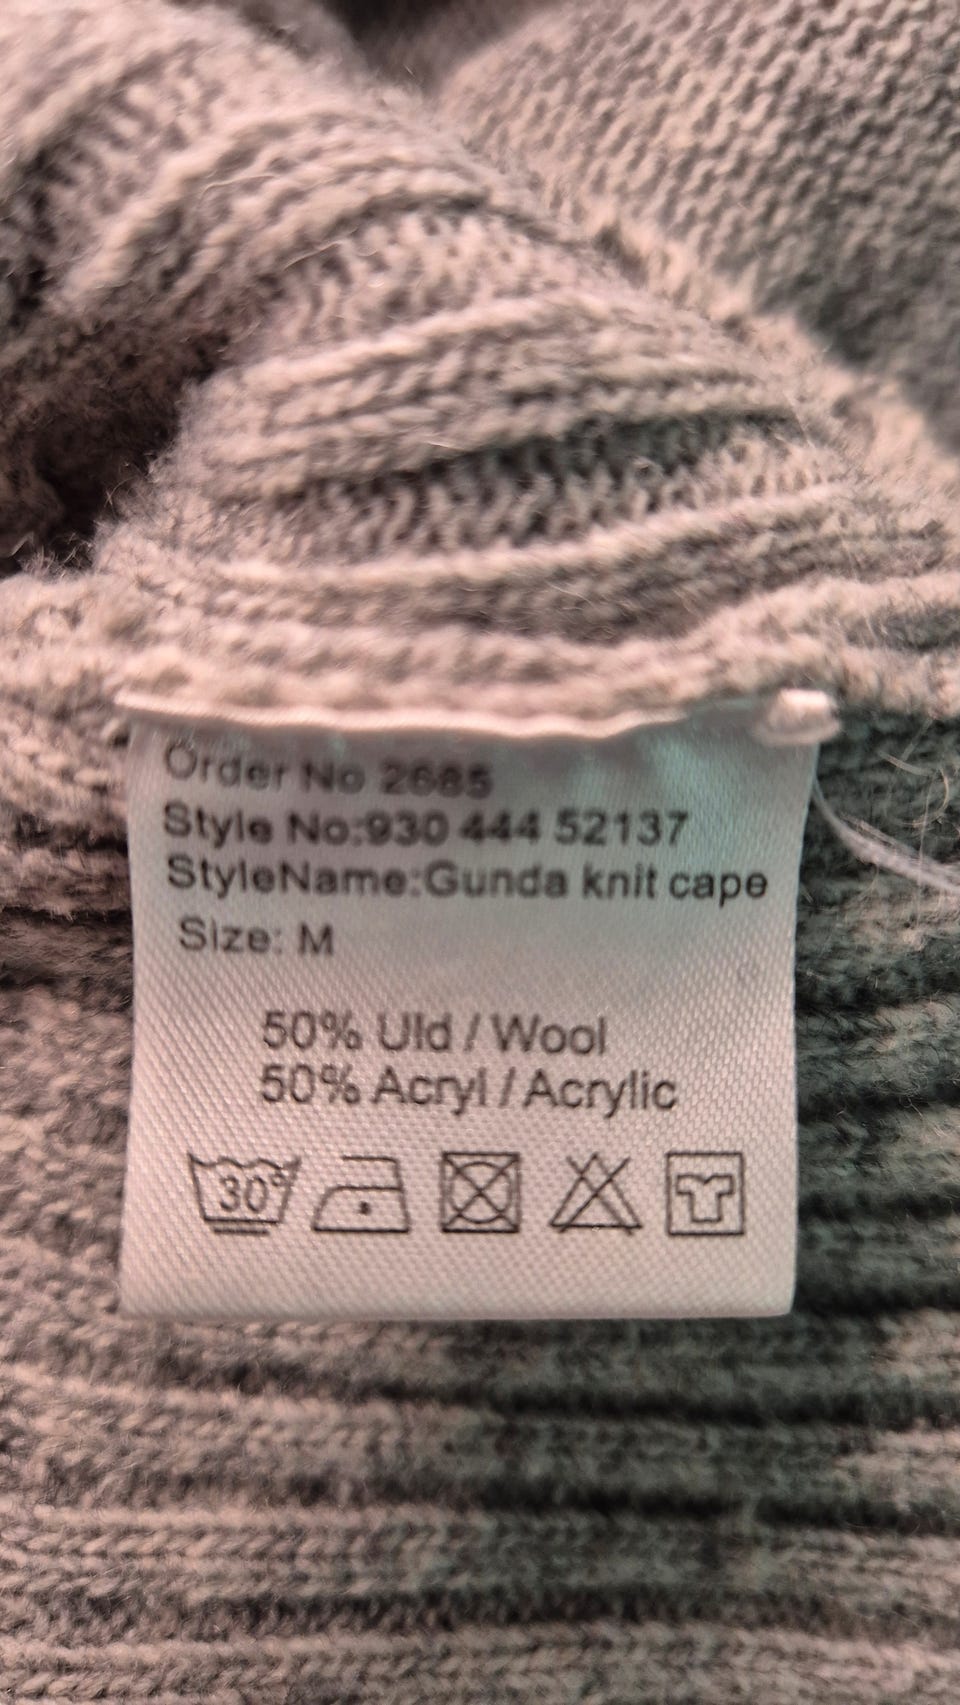 Order No 2685
Style No:930 444 52137
StyleName:Gunda knit cape
Size: M
50% Uld / Wool
50% Acryl / Acrylic
30°